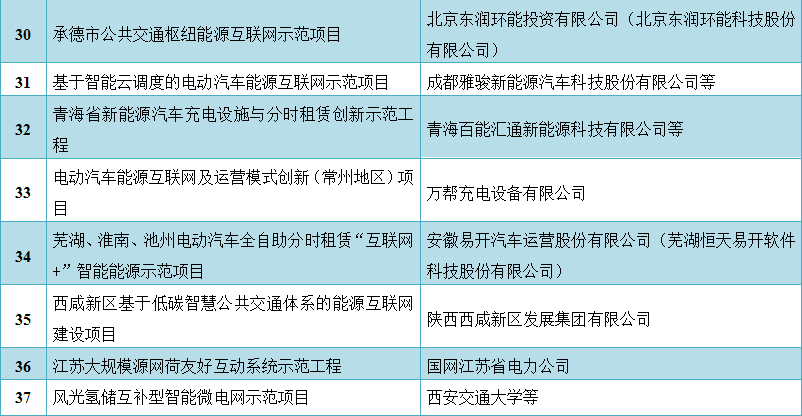 30 承德市公共交通枢纽能源互联网示范项目 北京东润环能投资有限公司（北京东润环能科技股份
有限公司）
31 基于智能云调度的电动汽车能源互联网示范项目 成都雅骏新能源汽车科技股份有限公司等
32 青海省新能源汽车充电设施与分时租赁创新示范工
程 青海百能汇通新能源科技有限公司等
33 电动汽车能源互联网及运营模式创新（常州地区）项
目 万帮充电设备有限公司
34 芜湖、淮南、池州电动汽车全自助分时租赁“互联网
+”智能能源示范项目 安徽易开汽车运营股份有限公司（芜湖恒天易开软件
科技股份有限公司）
35 西咸新区基于低碳智慧公共交通体系的能源互联网
建设项目 陕西西咸新区发展集团有限公司
36 江苏大规模源网荷友好互动系统示范工程 国网江苏省电力公司
37 风光氢储互补型智能微电网示范项目 西安交通大学等